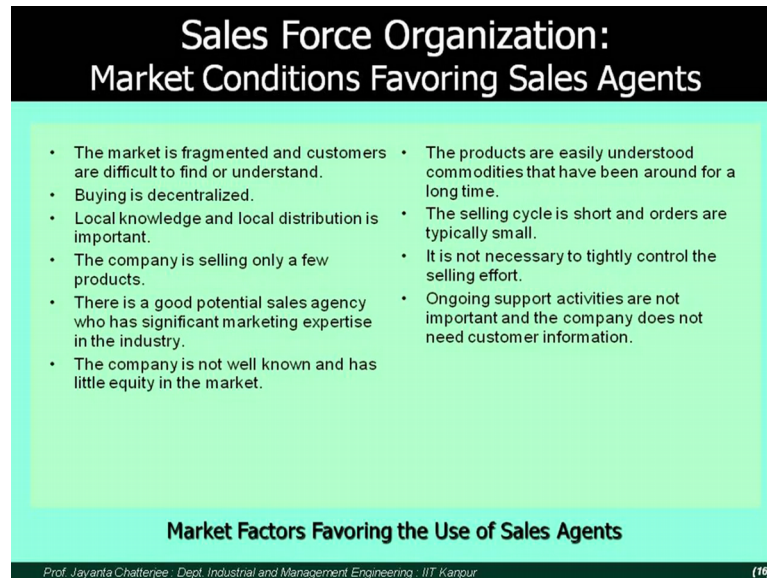 Sales Force Organization:
Market Conditions Favoring Sales Agents
• The market is fragmented and customers
are difficult to find or understand.
• Buying is decentralized.
• Local knowledge and local distribution is
important.
• The company is selling only a few
products.
• There is a good potential sales agency
who has significant marketing expertise
in the industry.
• The company is not well known and has
little equity in the market.
• The products are easily understood
commodities that have been around for a
long time.
• The selling cycle is short and orders are
typically small.
• It is not necessary to tightly control the
selling effort.
• Ongoing support activities are not
important and the company does not
need customer information.
Market Factors Favoring the Use of Sales Agents
Prof. Jayanta Chatterjee : Dept. Industrial and Management Engineering : IIT Kanpur (16